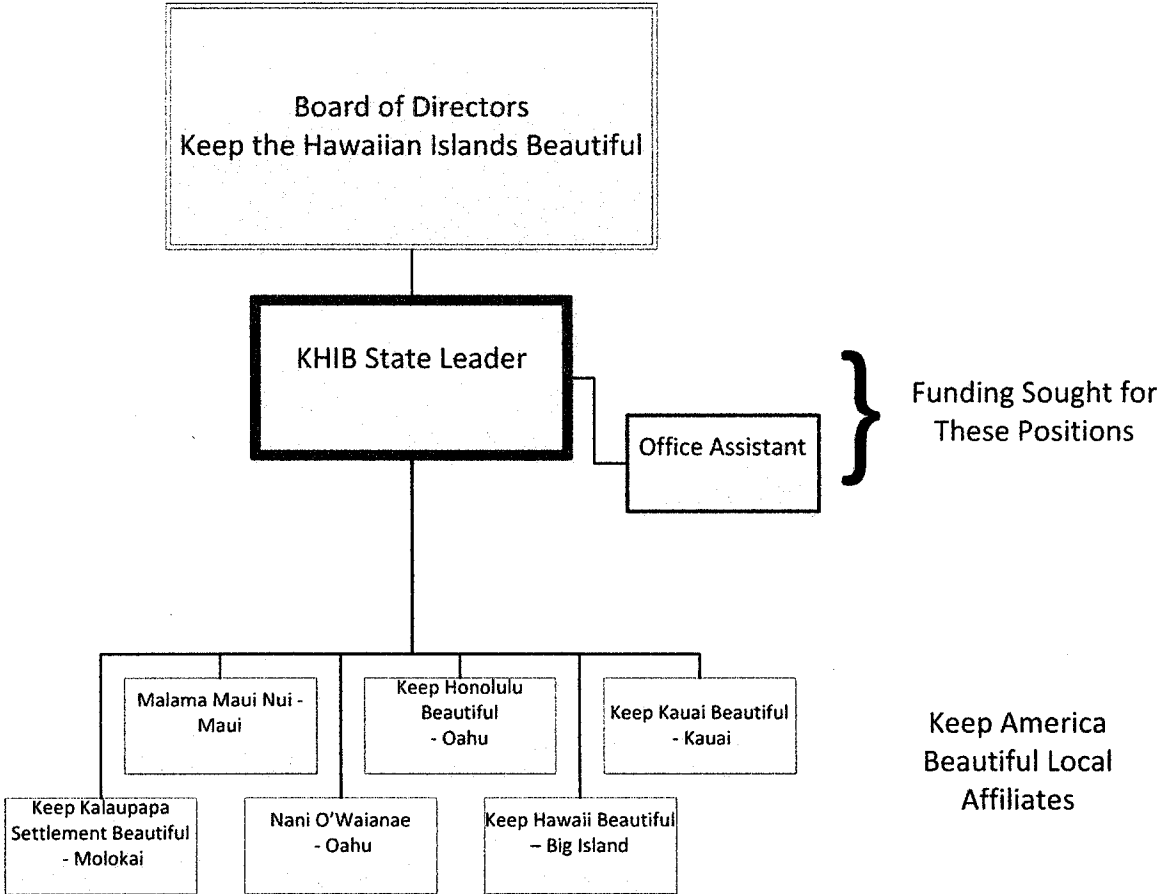 Board of Directors
Keep the Hawaiian Islands Beautiful
KHIB State Leader
Office Assistant
}
Funding Sought for
These Positions
Malama Maui Nui -
Maui
Keep Honolulu
Beautiful
- Oahu
Keep Kauai Beautiful
- Kauai
Keep America
Beautiful Local
Affiliates
Keep Kalaupapa
Settlement Beautiful
- Molokai
Nani O'Waianae
- Oahu
Keep Hawaii Beautiful
– Big Island